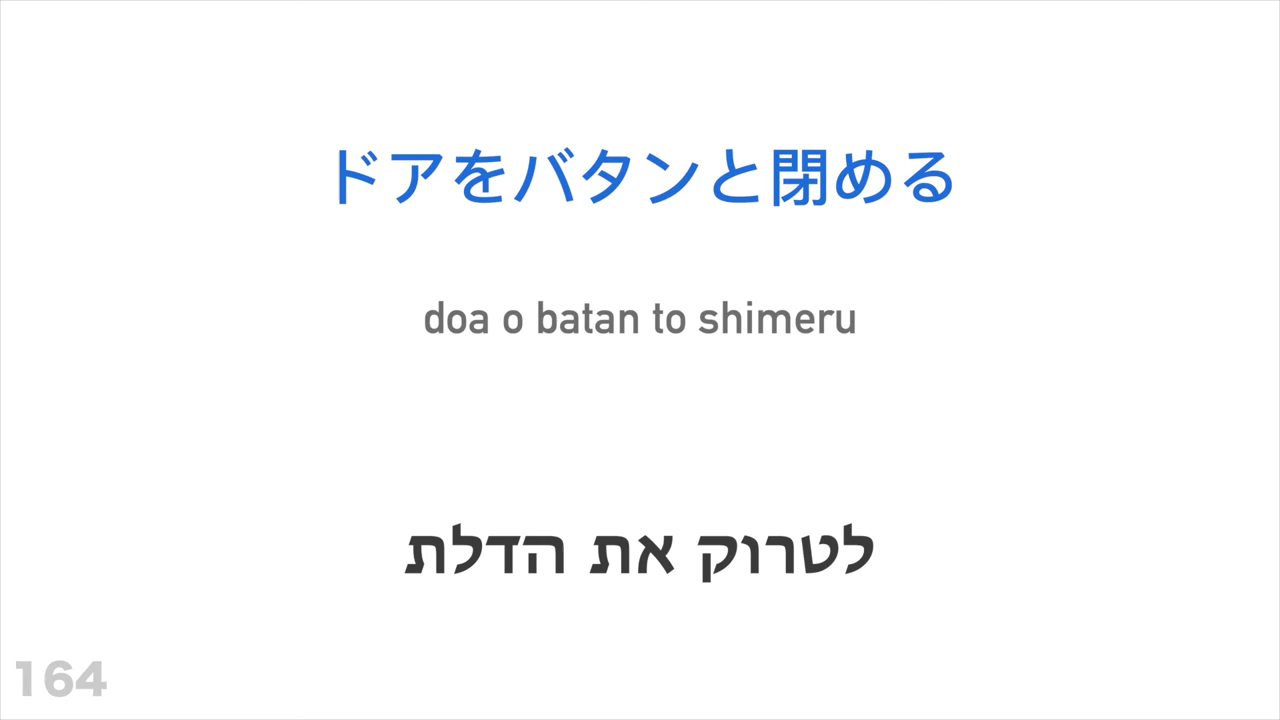 ドアをバタンと閉める
doa o batan to shimeru
לטרוק את הדלת
164